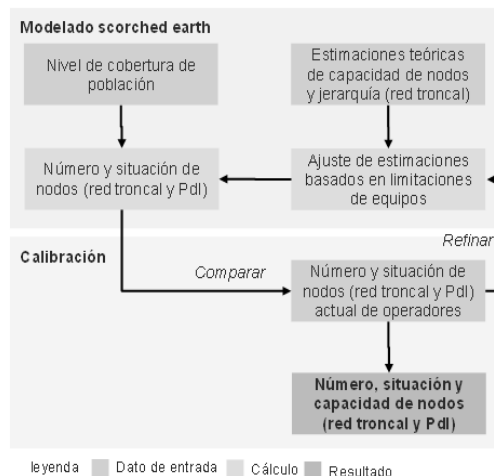 Modelado scorched earth
Nivel de cobertura de
población
Estimaciones teóricas
de capacidad de nodos
y jerarquía (red troncal)
Número y situación de
nodos (red troncal y PdI)
Ajuste de estimaciones
basados en limitaciones
de equipos
Refinar
Calibración
Comparar
Número y situación de
nodos (red troncal y PdI)
actual de operadores
Número, situación y
capacidad de nodos
(red troncal y PdI)
leyenda Dato de entrada Cálculo Resultado